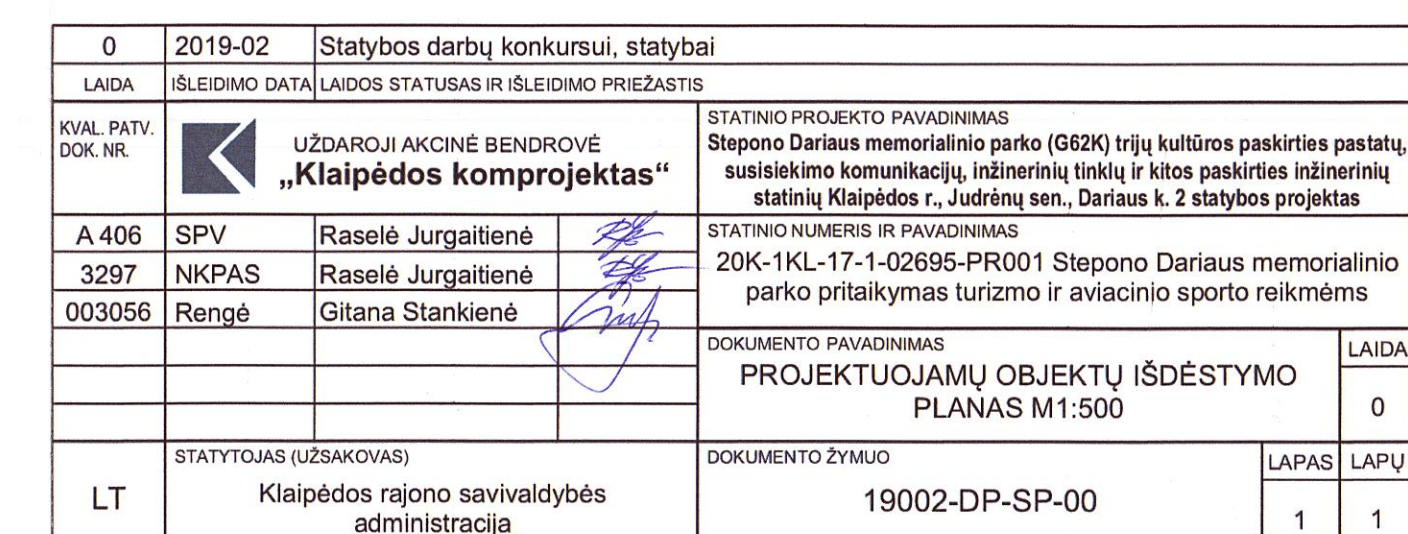 0 2019-02 Statybos darbų konkursui, statybai
LAIDA IŠLEIDIMO DATA LAIDOS STATUSAS IR IŠLEIDIMO PRIEŽASTIS
KVAL. PATV.
DOK. NR.
UŽDAROJI AKCINĖ BENDROVĖ
„Klaipėdos komprojektas“
STATINIO PROJEKTO PAVADINIMAS
Stepono Dariaus memorialinio parko (G62K) trijų kultūros paskirties pastatų,
susisiekimo komunikacijų, inžinerinių tinklų ir kitos paskirties inžinerinių
statinių Klaipėdos r., Judrėnų sen., Dariaus k. 2 statybos projektas
A 406 SPV Raselė Jurgaitienė
3297 NKPAS Raselė Jurgaitienė
003056 Rengė Gitana Stankienė
STATINIO NUMERIS IR PAVADINIMAS
20K-1KL-17-1-02695-PR001 Stepono Dariaus memorialinio
parko pritaikymas turizmo ir aviacinio sporto reikmėms
DOKUMENTO PAVADINIMAS
PROJEKTUOJAMŲ OBJEKTŲ IŠDĖSTYMO
PLANAS M1:500
LAIDA
0
LT
STATYTOJAS (UŽSAKOVAS)
Klaipėdos rajono savivaldybės
administracija
DOKUMENTO ŽYMUO
19002-DP-SP-00
LAPAS LAPŲ
1 1